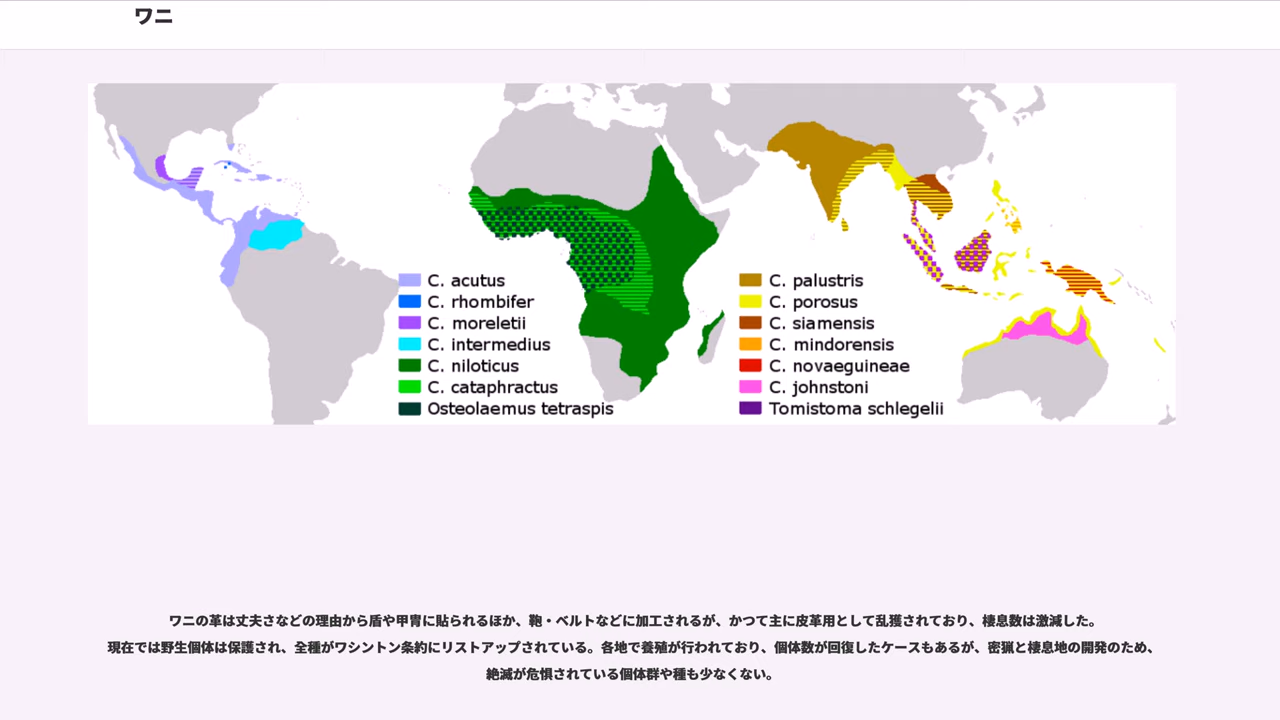 ワニ
C. acutus
C. rhombifer
C. moreletii
C. intermedius
C. niloticus
C. cataphractus
Osteolaemus tetraspis
C. palustris
C. porosus
C. siamensis
C. mindorensis
C. novaeguineae
C. johnstoni
Tomistoma schlegelii
ワニの革は丈夫さなどの理由から盾や甲冑に貼られるほか、鞄・ベルトなどに加工されるが、かつて主に皮革用として乱獲されており、棲息数は激減した。
現在では野生個体は保護され、全種がワシントン条約にリストアップされている。各地で養殖が行われており、個体数が回復したケースもあるが、密猟と棲息地の開発のため、
絶滅が危惧されている個体群や種も少なくない。